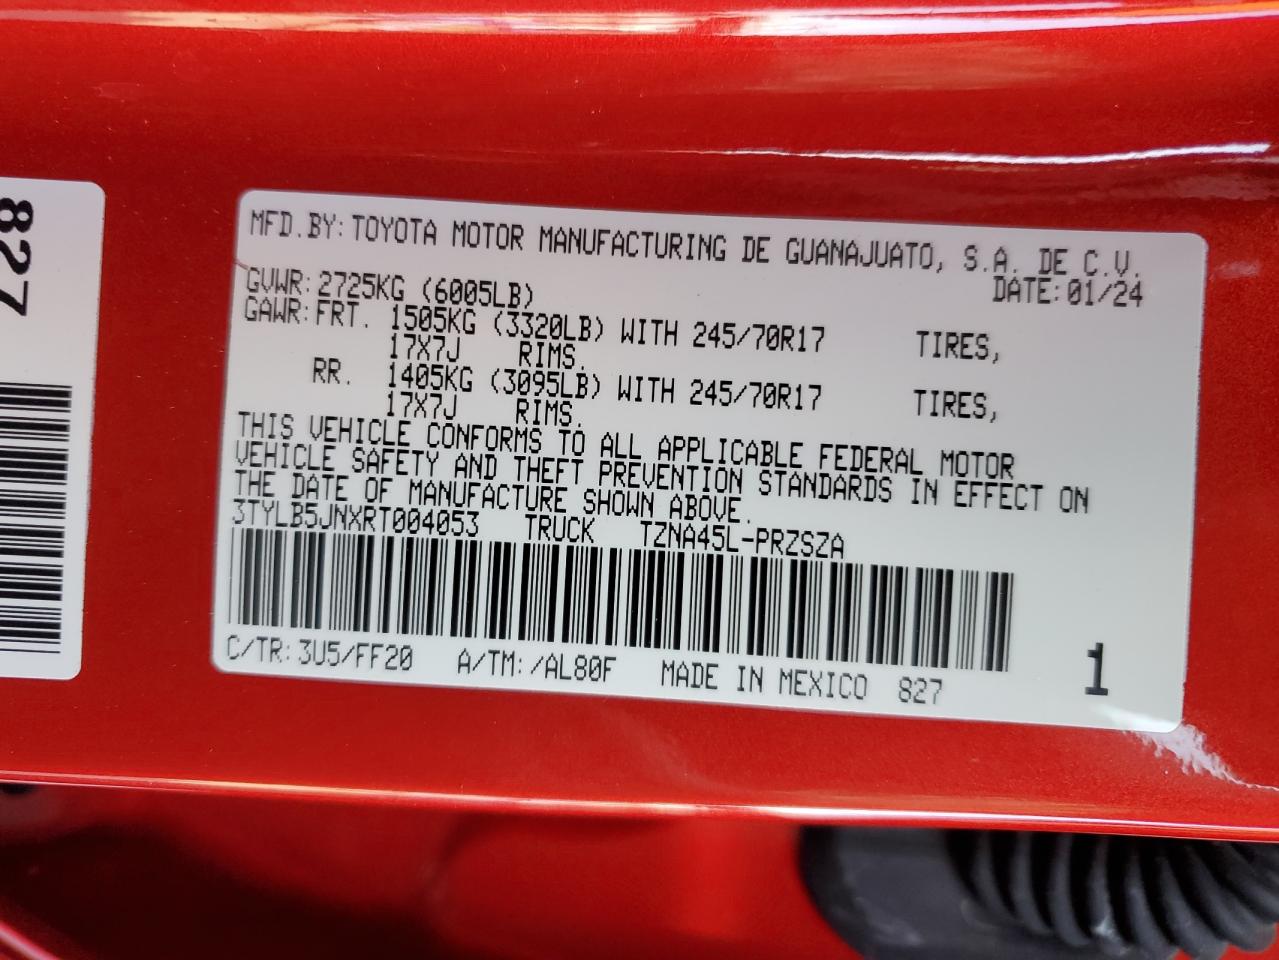 827
MFD.BY:TOYOTA MOTOR MANUFACTURING DE GUANAJUATO, S.A. DE C.V.
GVWR:2725KG (6005LB) DATE:01/24
GAWR:FRT. 1505KG (3320LB) WITH 245/70R17 TIRES,
17X7J RIMS.
RR. 1405KG (3095LB) WITH 245/70R17 TIRES,
17X7J RIMS.
THIS VEHICLE CONFORMS TO ALL APPLICABLE FEDERAL MOTOR
VEHICLE SAFETY AND THEFT PREVENTION STANDARDS IN EFFECT ON
THE DATE OF MANUFACTURE SHOWN ABOVE.
3TYLB5JNXRT004053 TRUCK TZNA45L-PRZSZA
C/TR:3U5/FF20 A/TM:/AL80F MADE IN MEXICO 827
1